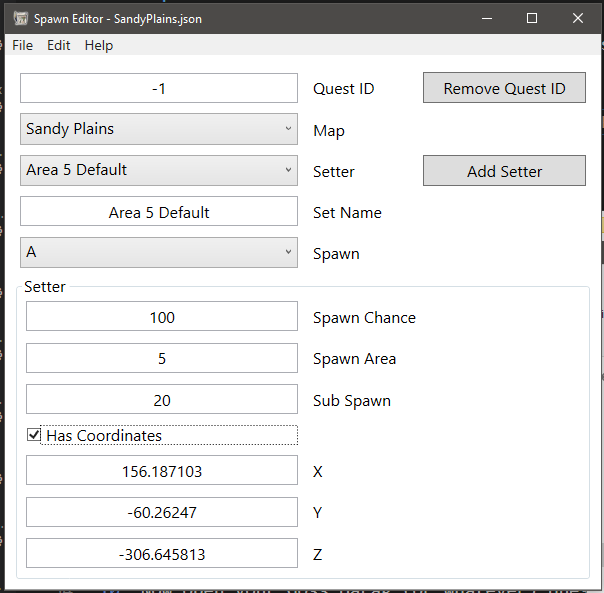 Spawn Editor - SandyPlains.json
File Edit Help
-1 Quest ID Remove Quest ID
Sandy Plains Map
Area 5 Default Setter Add Setter
Area 5 Default Set Name
A Spawn
Setter
100 Spawn Chance
5 Spawn Area
20 Sub Spawn
Has Coordinates
156.187103 X
-60.26247 Y
-306.645813 Z